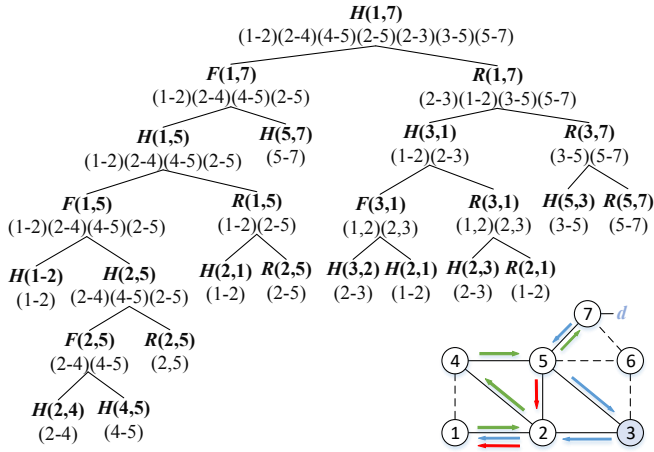 H(1,7)
(1-2)(2-4)(4-5)(2-5)(2-3)(3-5)(5-7)
F(1,7) R(1,7)
(1-2)(2-4)(4-5)(2-5) (2-3)(1-2)(3-5)(5-7)
H(1,5) H(5,7) H(3,1) R(3,7)
(1-2)(2-4)(4-5)(2-5) (5-7) (1-2)(2-3) (3-5)(5-7)
F(1,5) R(1,5) F(3,1) R(3,1) H(5,3) R(5,7)
(1-2)(2-4)(4-5)(2-5) (1-2)(2-5) (1,2)(2,3) (1,2)(2,3) (3-5) (5-7)
H(1-2) H(2,5) H(2,1) R(2,5) H(3,2) H(2,1) H(2,3) R(2,1)
(1-2) (2-4)(4-5)(2-5) (1-2) (2-5) (2-3) (1-2) (2-3) (1-2)
F(2,5) R(2,5)
(2-4)(4-5) (2,5)
H(2,4) H(4,5)
(2-4) (4-5)
7 d
4 5 6
1 2 3